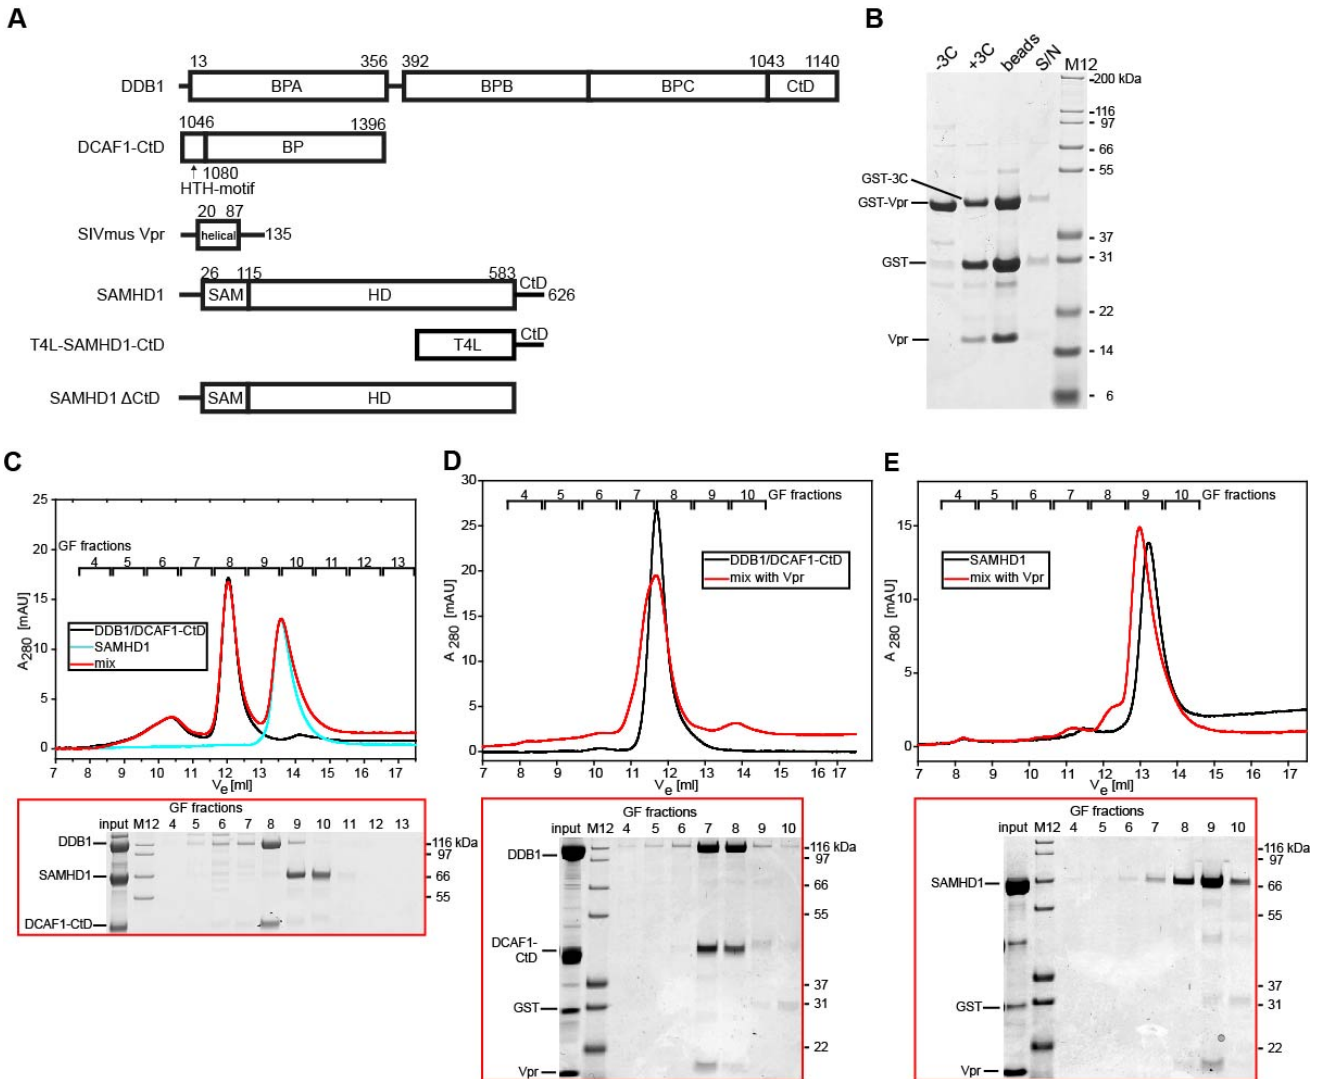 A
13 356 392 1043 1140
DDB1 BPA BPB BPC CtD
1046 1396
DCAF1-CtD BP
↑ 1080
HTH-motif
20 87
SIVmus Vpr helical 135
26 115 583 CtD
SAMHD1 SAM HD 626
CtD
T4L-SAMHD1-CtD T4L
SAMHD1 ΔCtD SAM HD
B
-3C +3C beads S/N M12
200 kDa
116
97
66
55
GST-3C
GST-Vpr
37
GST 31
22
Vpr 14
6
C
25
GF fractions
20 4 5 6 7 8 9 10 11 12 13
15
DDB1/DCAF1-CtD
SAMHD1
mix
10
5
0
A280 [mAU]
7 8 9 10 11 12 13 14 15 16 17
Ve [ml]
GF fractions
input M12 4 5 6 7 8 9 10 11 12 13
DDB1 116 kDa
97
SAMHD1 66
55
DCAF1-CtD
D
30
4 5 6 7 8 9 10 GF fractions
25
DDB1/DCAF1-CtD
mix with Vpr
20
15
10
5
0
A280 [mAU]
7 8 9 10 11 12 13 14 15 16 17
Ve [ml]
GF fractions
input M12 4 5 6 7 8 9 10
DDB1 116 kDa
97
66
55
DCAF1-
CtD
37
GST 31
22
Vpr
E
4 5 6 7 8 9 10 GF fractions
15
SAMHD1
mix with Vpr
10
5
0
A280 [mAU]
7 8 9 10 11 12 13 14 15 16 17
Ve [ml]
GF fractions
input M12 4 5 6 7 8 9 10
116 kDa
97
SAMHD1 66
55
37
GST 31
22
Vpr